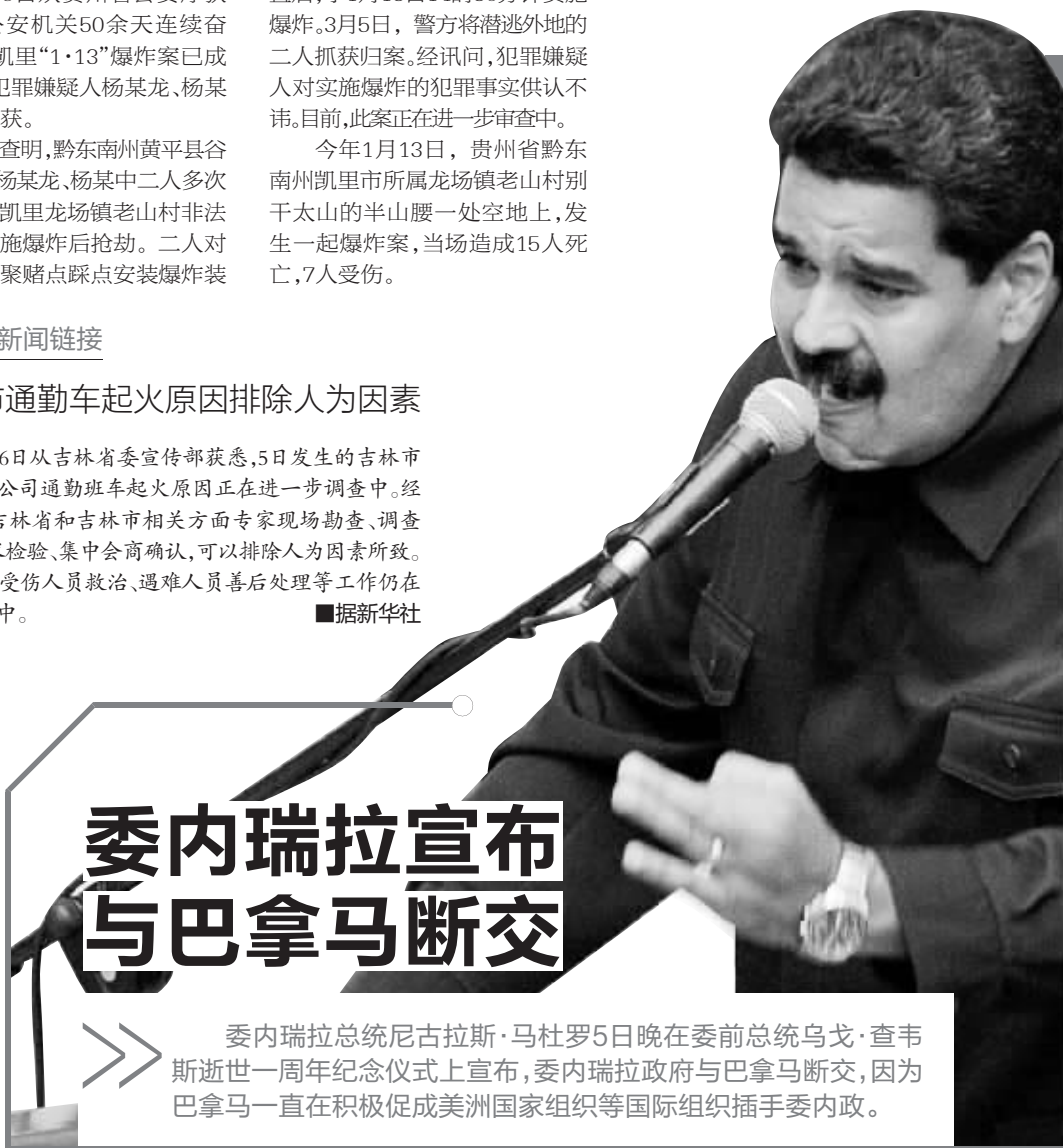 公安机关50余天连续奋
凯里“1·13”爆炸案已成
犯罪嫌疑人杨某龙、杨某
获。
查明,黔东南州黄平县谷
杨某龙、杨某中二人多次
凯里龙场镇老山村非法
施爆炸后抢劫。二人对
聚赌点踩点安装爆炸装
爆炸。3月5日,警方将潜逃外地的
二人抓获归案。经讯问,犯罪嫌疑
人对实施爆炸的犯罪事实供认不
讳。目前,此案正在进一步审查中。
今年1月13日,贵州省黔东
南州凯里市所属龙场镇老山村别
干太山的半山腰一处空地上,发
生一起爆炸案,当场造成15人死
亡,7人受伤。
新闻链接
市通勤车起火原因排除人为因素
6日从吉林省委宣传部获悉,5日发生的吉林市
公司通勤班车起火原因正在进一步调查中。经
吉林省和吉林市相关方面专家现场勘查、调查
检验、集中会商确认,可以排除人为因素所致。
受伤人员救治、遇难人员善后处理等工作仍在
中。
■据新华社
委内瑞拉宣布
与巴拿马断交
委内瑞拉总统尼古拉斯·马杜罗5日晚在委前总统乌戈·查韦
斯逝世一周年纪念仪式上宣布,委内瑞拉政府与巴拿马断交,因为
巴拿马一直在积极促成美洲国家组织等国际组织插手委内政。